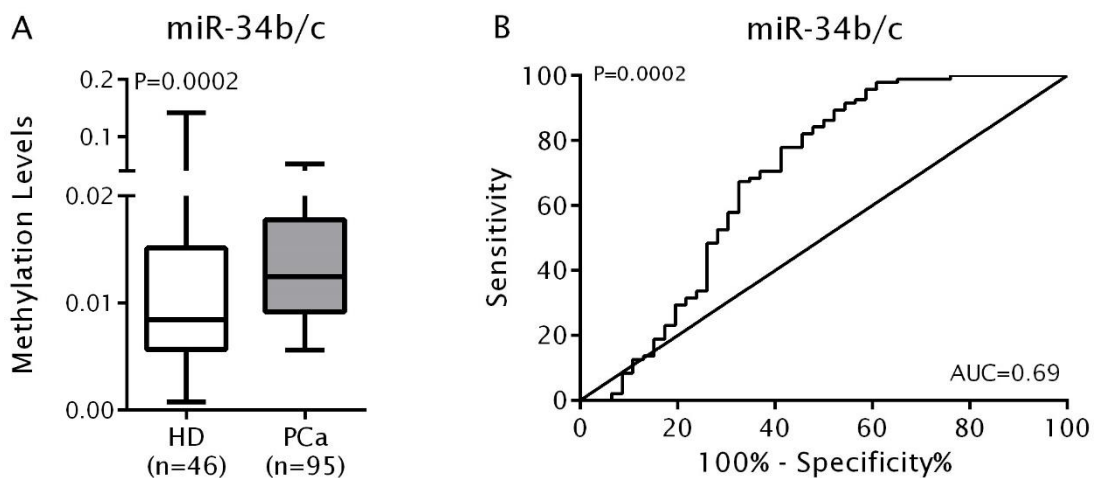 A
miR-34b/c
P=0.0002
Methylation Levels
0.2
0.1
0.02
0.01
0.00
HD
(n=46)
PCa
(n=95)
B
miR-34b/c
P=0.0002
Sensitivity
100
80
60
40
20
0
AUC=0.69
0 20 40 60 80 100
100% - Specificity%